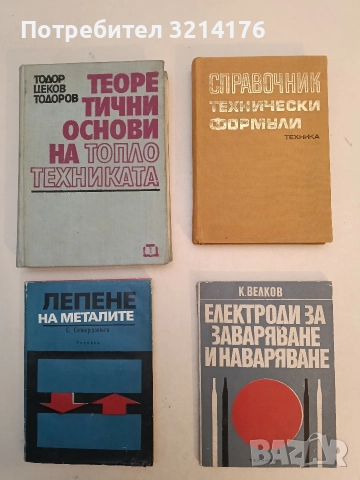 Потребител 3214176
ТОДОР
ЦЕКОВ
ТОДОРОВ
ТЕОРЕ
ТИЧНИ
ОСНОВИ
НА ТОПЛО
ТЕХНИКАТА
СПРАВОЧНИК
ТЕХНИЧЕСКИ
ФОРМУЛИ
ТЕХНИКА
ЛЕПЕНЕ
НА МЕТАЛИТЕ
Техника
К. ВЕЛКОВ
ЕЛЕКТРОДИ ЗА
ЗАВАРЯВАНЕ
И НАВАРЯВАНЕ
BAZAR